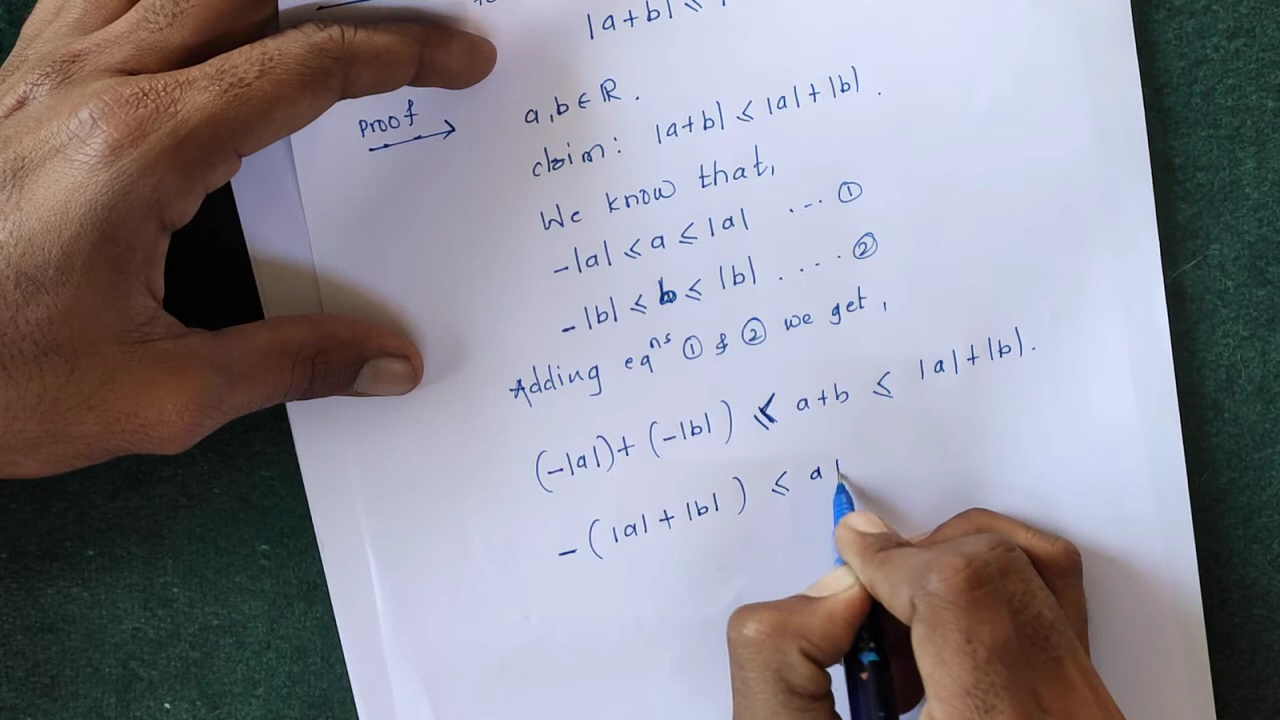 |a+b| ≤
Proof
a, b ∈ ℝ.
claim: |a+b| ≤ |a|+|b|.
We know that,
-|a| ≤ a ≤ |a| ... ①
-|b| ≤ b ≤ |b| .... ②
Adding eqⁿˢ ① & ② we get,
(-|a|)+(-|b|) ≤ a+b ≤ |a|+|b|.
-(|a|+|b|) ≤ a